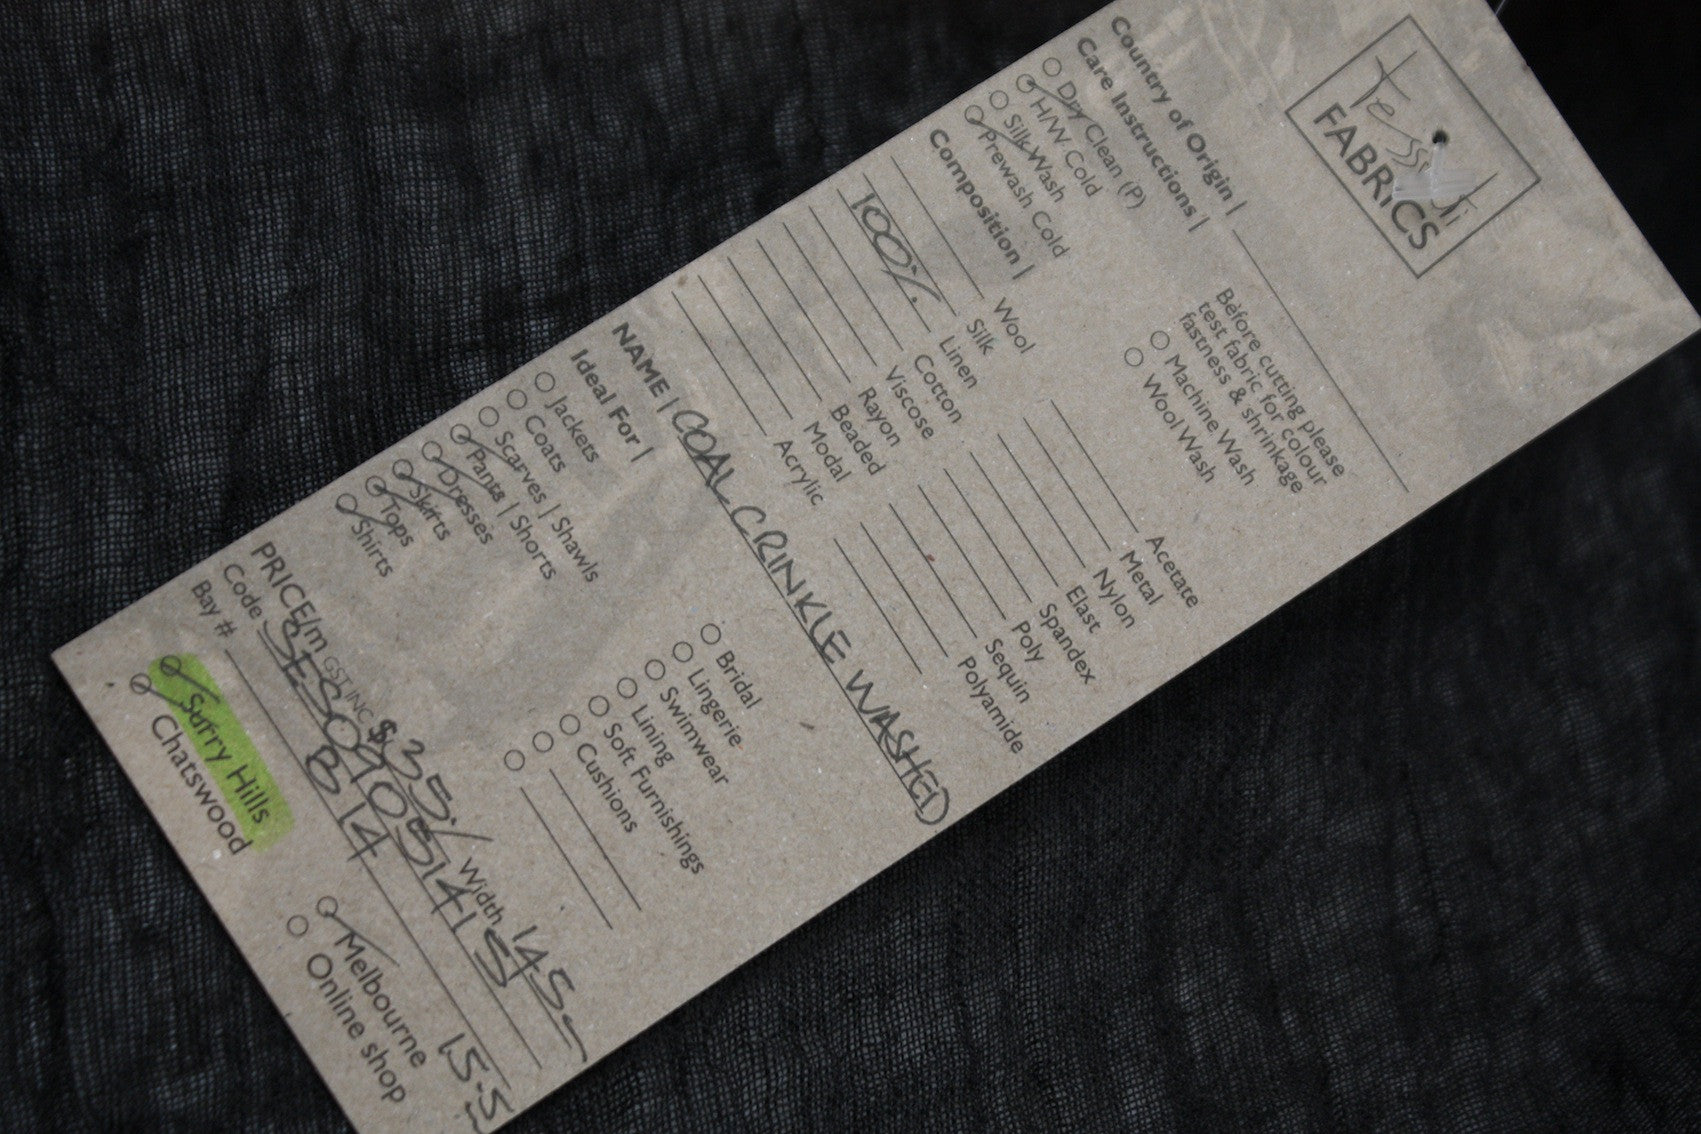 Tessuti
FABRICS
Country of Origin |
Care Instructions |
Dry Clean (P)
H/W Cold
Silk Wash
Prewash Cold
Before cutting please
test fabric for colour
fastness & shrinkage
Machine Wash
Wool Wash
Composition |
Wool
Silk
100% Linen
Cotton
Viscose
Rayon
Beaded
Modal
Acrylic
Acetate
Metal
Nylon
Elast
Spandex
Poly
Sequin
Polyamide
NAME | COAL CRINKLE WASHED
Ideal For |
Jackets
Coats
Scarves | Shawls
Pants | Shorts
Dresses
Skirts
Tops
Shirts
Bridal
Lingerie
Swimwear
Lining
Soft Furnishings
Cushions
PRICE/m GST INC $35. Width 145
Code
Bay # B14 15.5
Surry Hills
Chatswood
Melbourne
Online shop